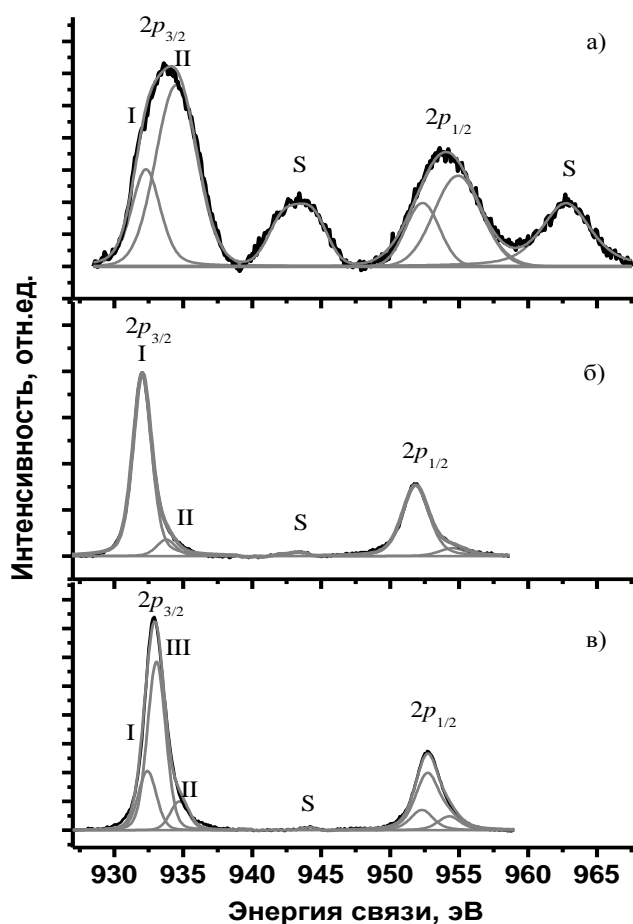 а)
2p3/2
II
I
2p1/2
S
S
б)
2p3/2
I
II
S
2p1/2
в)
2p3/2
III
I
II
S
2p1/2
930 935 940 945 950 955 960 965
Энергия связи, эВ
Интенсивность, отн.ед.